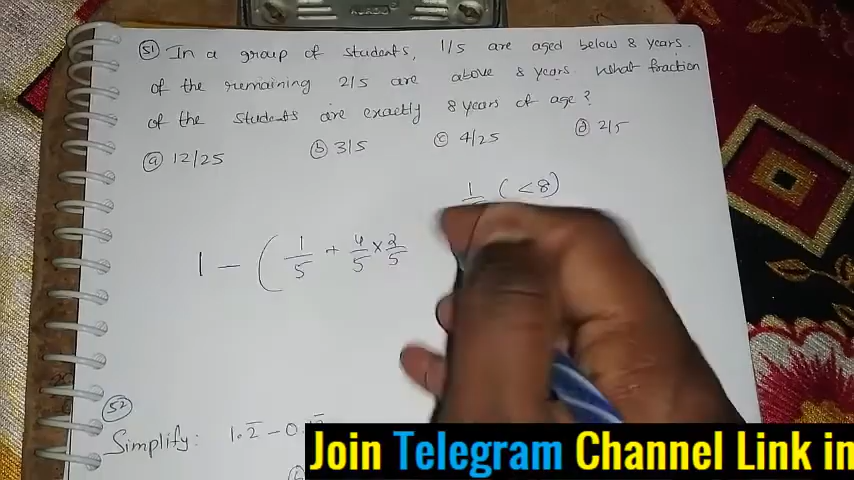 51 In a group of students, 1/5 are aged below 8 years.
of the remaining 2/5 are above 8 years. what fraction
of the students are exactly 8 years of age?
a 12/25 b 3/5 c 4/25 d 2/5
1 (<8)
1 - ( 1/5 + 4/5 × 2/5
52
Simplify: 1.2̅ - 0.
Join Telegram Channel Link in